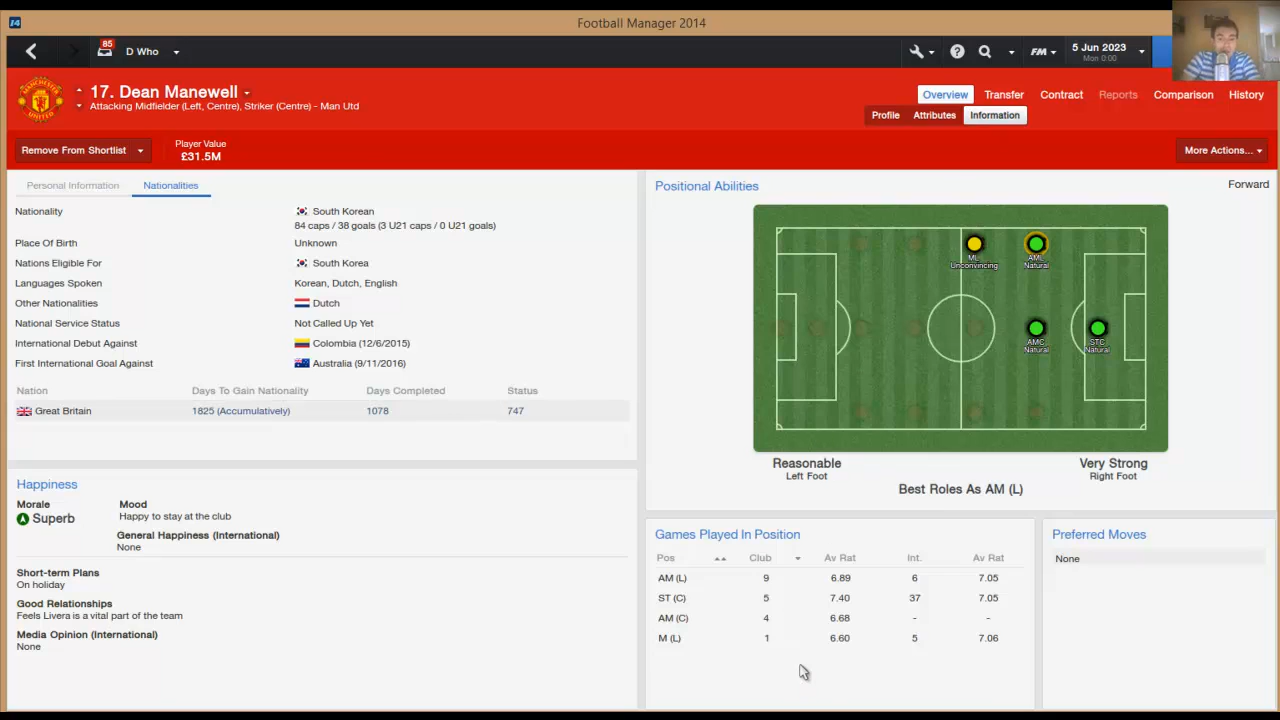 Football Manager 2014
85
D Who
FM
5 Jun 2023
Mon 0:00
17. Dean Manewell
Attacking Midfielder (Left, Centre), Striker (Centre) - Man Utd
Overview Transfer Contract Reports Comparison History
Profile Attributes Information
Remove From Shortlist
Player Value
£31.5M
More Actions...
Personal Information Nationalities
Nationality South Korean
84 caps / 38 goals (3 U21 caps / 0 U21 goals)
Place Of Birth Unknown
Nations Eligible For South Korea
Languages Spoken Korean, Dutch, English
Other Nationalities Dutch
National Service Status Not Called Up Yet
International Debut Against Colombia (12/6/2015)
First International Goal Against Australia (9/11/2016)
Nation Days To Gain Nationality Days Completed Status
Great Britain 1825 (Accumulatively) 1078 747
Happiness
Morale Mood
Superb Happy to stay at the club
General Happiness (International)
None
Short-term Plans
On holiday
Good Relationships
Feels Livera is a vital part of the team
Media Opinion (International)
None
Positional Abilities Forward
ML
Unconvincing
AML
Natural
AMC
Natural
STC
Natural
Reasonable Very Strong
Left Foot Right Foot
Best Roles As AM (L)
Games Played In Position
Pos Club Av Rat Int. Av Rat
AM (L) 9 6.89 6 7.05
ST (C) 5 7.40 37 7.05
AM (C) 4 6.68 - -
M (L) 1 6.60 5 7.06
Preferred Moves
None